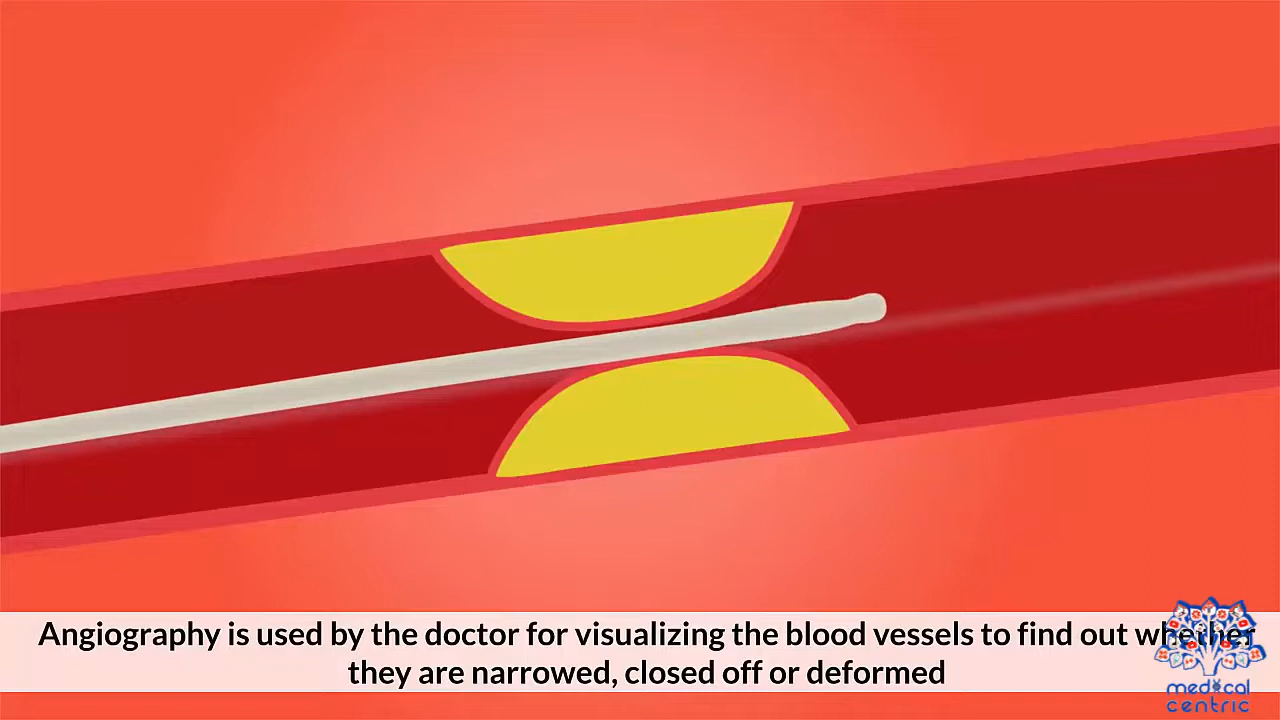 Angiography is used by the doctor for visualizing the blood vessels to find out whether
they are narrowed, closed off or deformed
medical
centric